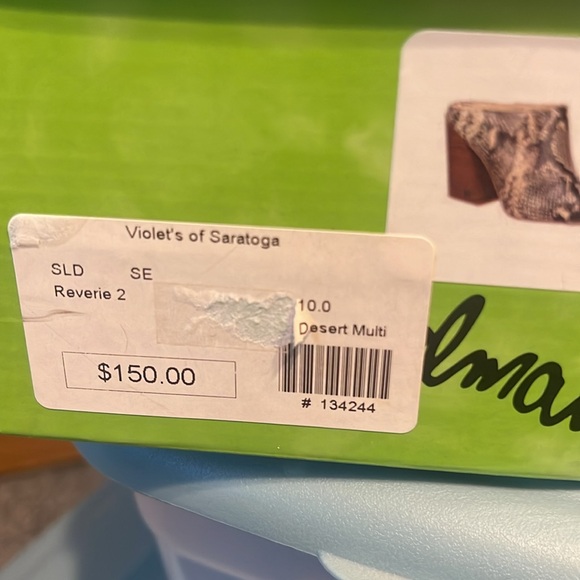 Violet's of Saratoga
SLD SE
Reverie 2
10.0
Desert Multi
$150.00
# 134244